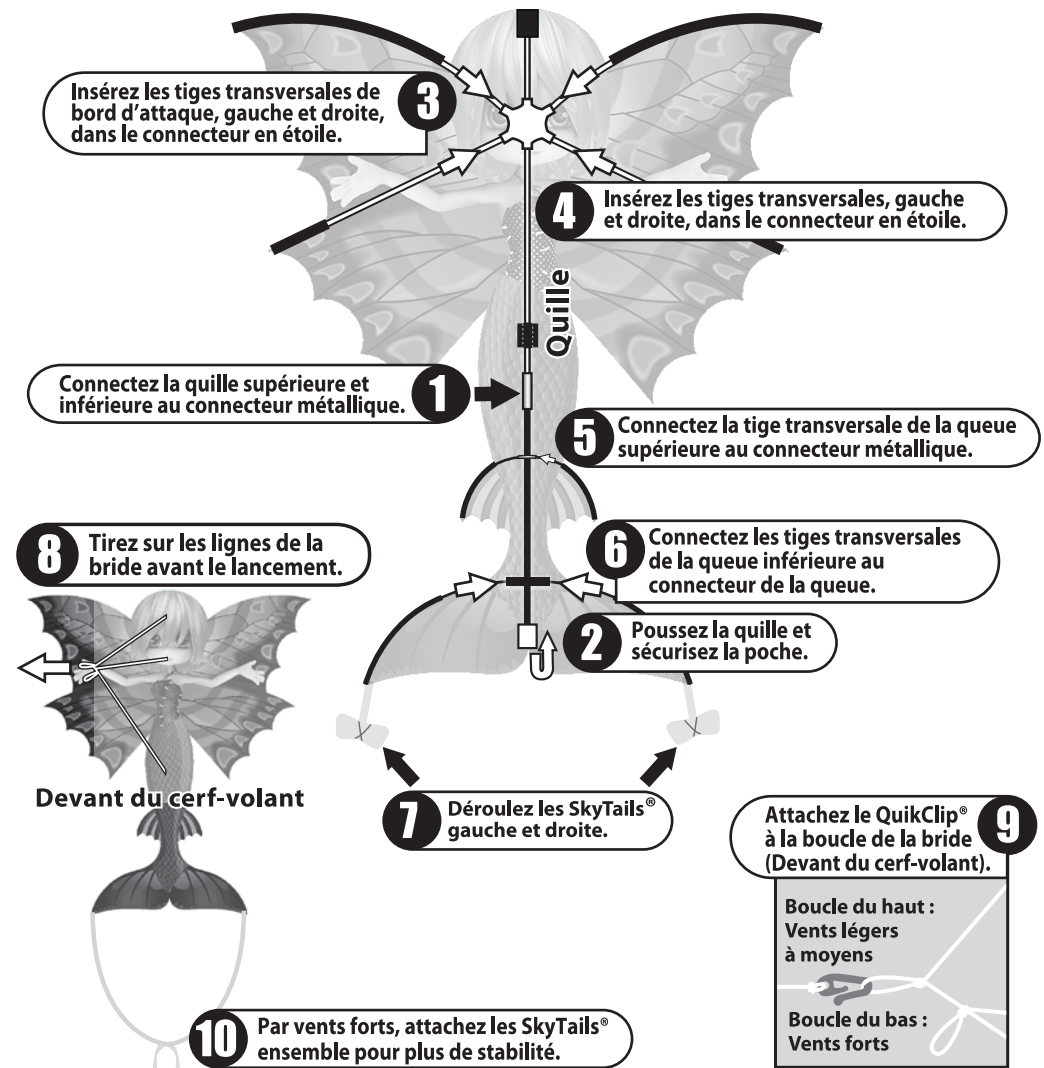 3
Insérez les tiges transversales de
bord d'attaque, gauche et droite,
dans le connecteur en étoile.
4
Insérez les tiges transversales, gauche
et droite, dans le connecteur en étoile.
Quille
Connectez la quille supérieure et
inférieure au connecteur métallique.
1
5
Connectez la tige transversale de la queue
supérieure au connecteur métallique.
8
Tirez sur les lignes de la
bride avant le lancement.
6
Connectez les tiges transversales
de la queue inférieure au
connecteur de la queue.
2
Poussez la quille et
sécurisez la poche.
Devant du cerf-volant
7
Déroulez les SkyTails®
gauche et droite.
Attachez le QuikClip®
à la boucle de la bride
(Devant du cerf-volant).
9
Boucle du haut :
Vents légers
à moyens
Boucle du bas :
Vents forts
10
Par vents forts, attachez les SkyTails®
ensemble pour plus de stabilité.